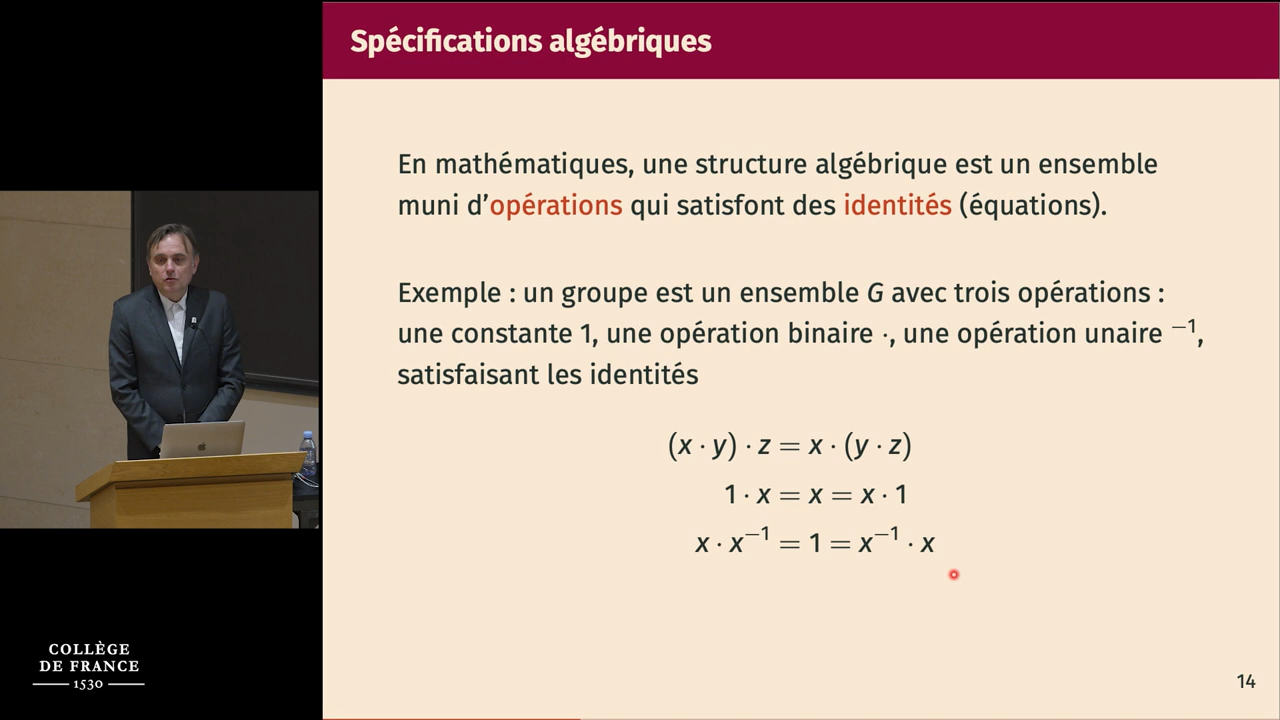 Spécifications algébriques
En mathématiques, une structure algébrique est un ensemble
muni d’opérations qui satisfont des identités (équations).
Exemple : un groupe est un ensemble G avec trois opérations :
une constante 1, une opération binaire ·, une opération unaire ⁻¹,
satisfaisant les identités
(x · y) · z = x · (y · z)
1 · x = x = x · 1
x · x⁻¹ = 1 = x⁻¹ · x
14
COLLÈGE
DE FRANCE
1530